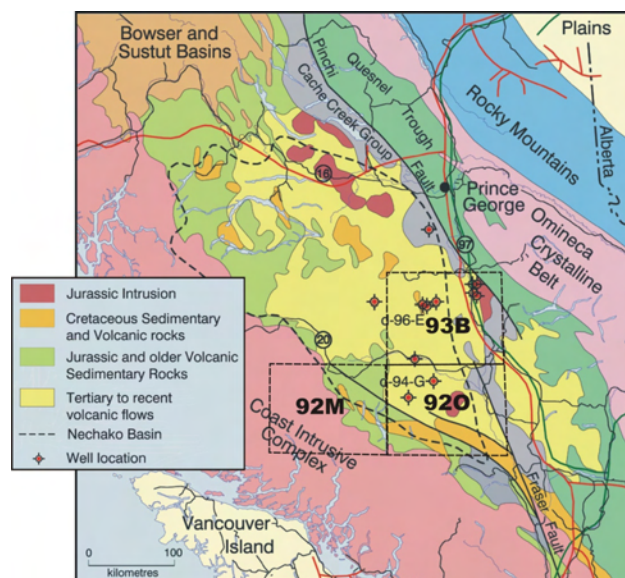 Bowser and
Sustut Basins
Plains
Pinchi
Quesnel
Trough
Cache Creek Group
Fault
Rocky Mountains
Alberta
?
16
Prince
George
97
Omineca
Crystalline
Belt
Jurassic Intrusion
Cretaceous Sedimentary
and Volcanic rocks
Jurassic and older Volcanic
Sedimentary Rocks
Tertiary to recent
volcanic flows
Nechako Basin
Well location
d-96-E
93B
20
d-94-G
92M
92O
Coast Intrusive
Complex
Fraser
Fault
Vancouver
Island
0 100
kilometres